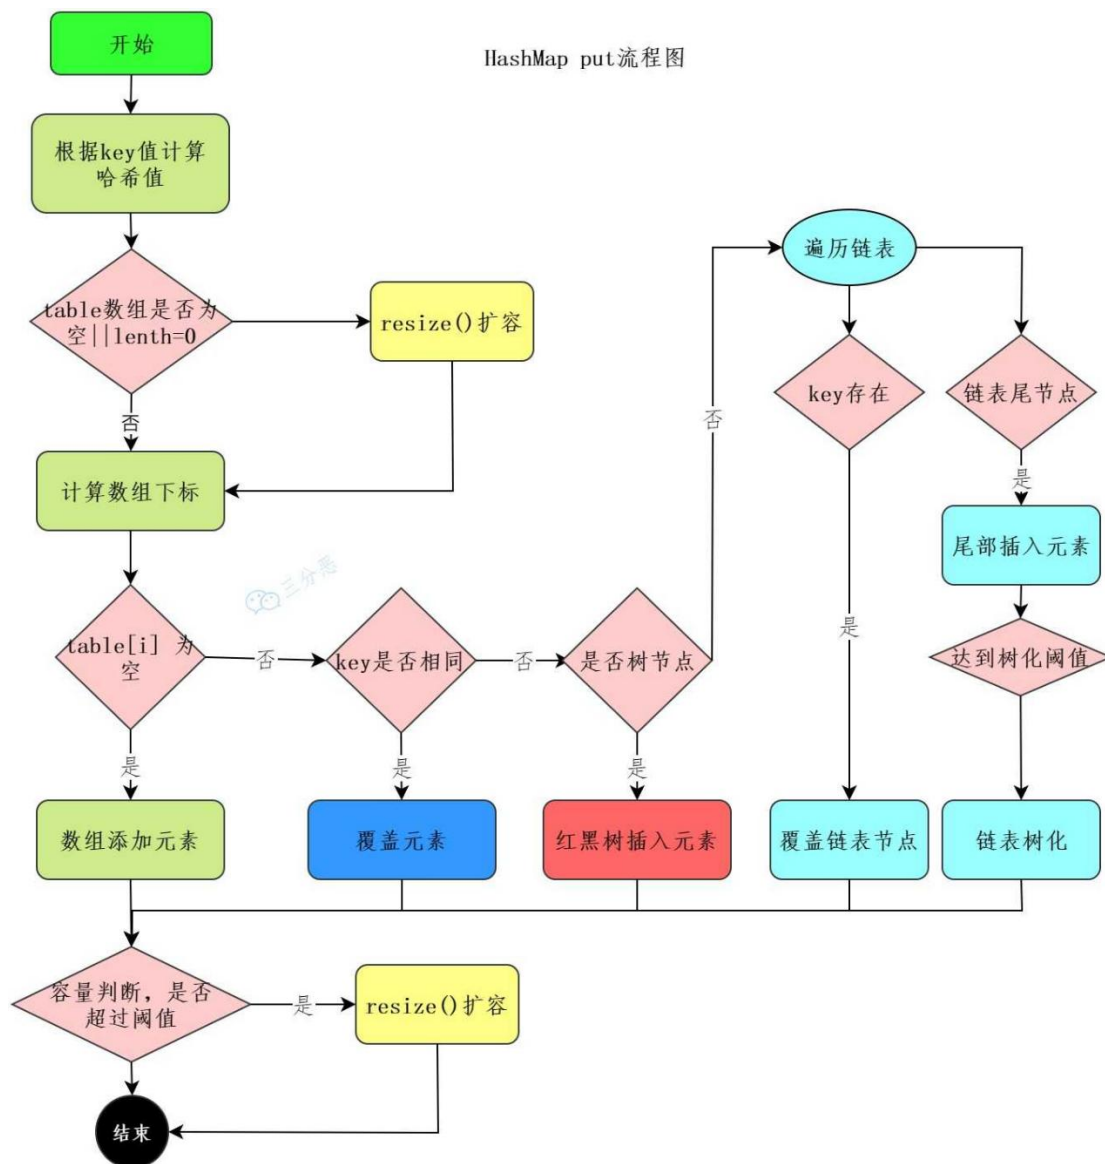 开始
HashMap put流程图
根据key值计算
哈希值
遍历链表
table数组是否为
空||lenth=0
resize()扩容
key存在
链表尾节点
否
否
计算数组下标
是
尾部插入元素
三分恶
table[i] 为
空
否
key是否相同
否
是否树节点
是
达到树化阈值
是
是
是
数组添加元素
覆盖元素
红黑树插入元素
覆盖链表节点
链表树化
容量判断，是否
超过阈值
是
resize()扩容
结束